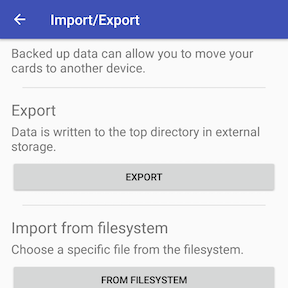 Import/Export
Backed up data can allow you to move your
cards to another device.
Export
Data is written to the top directory in external
storage.
EXPORT
Import from filesystem
Choose a specific file from the filesystem.
FROM FILESYSTEM